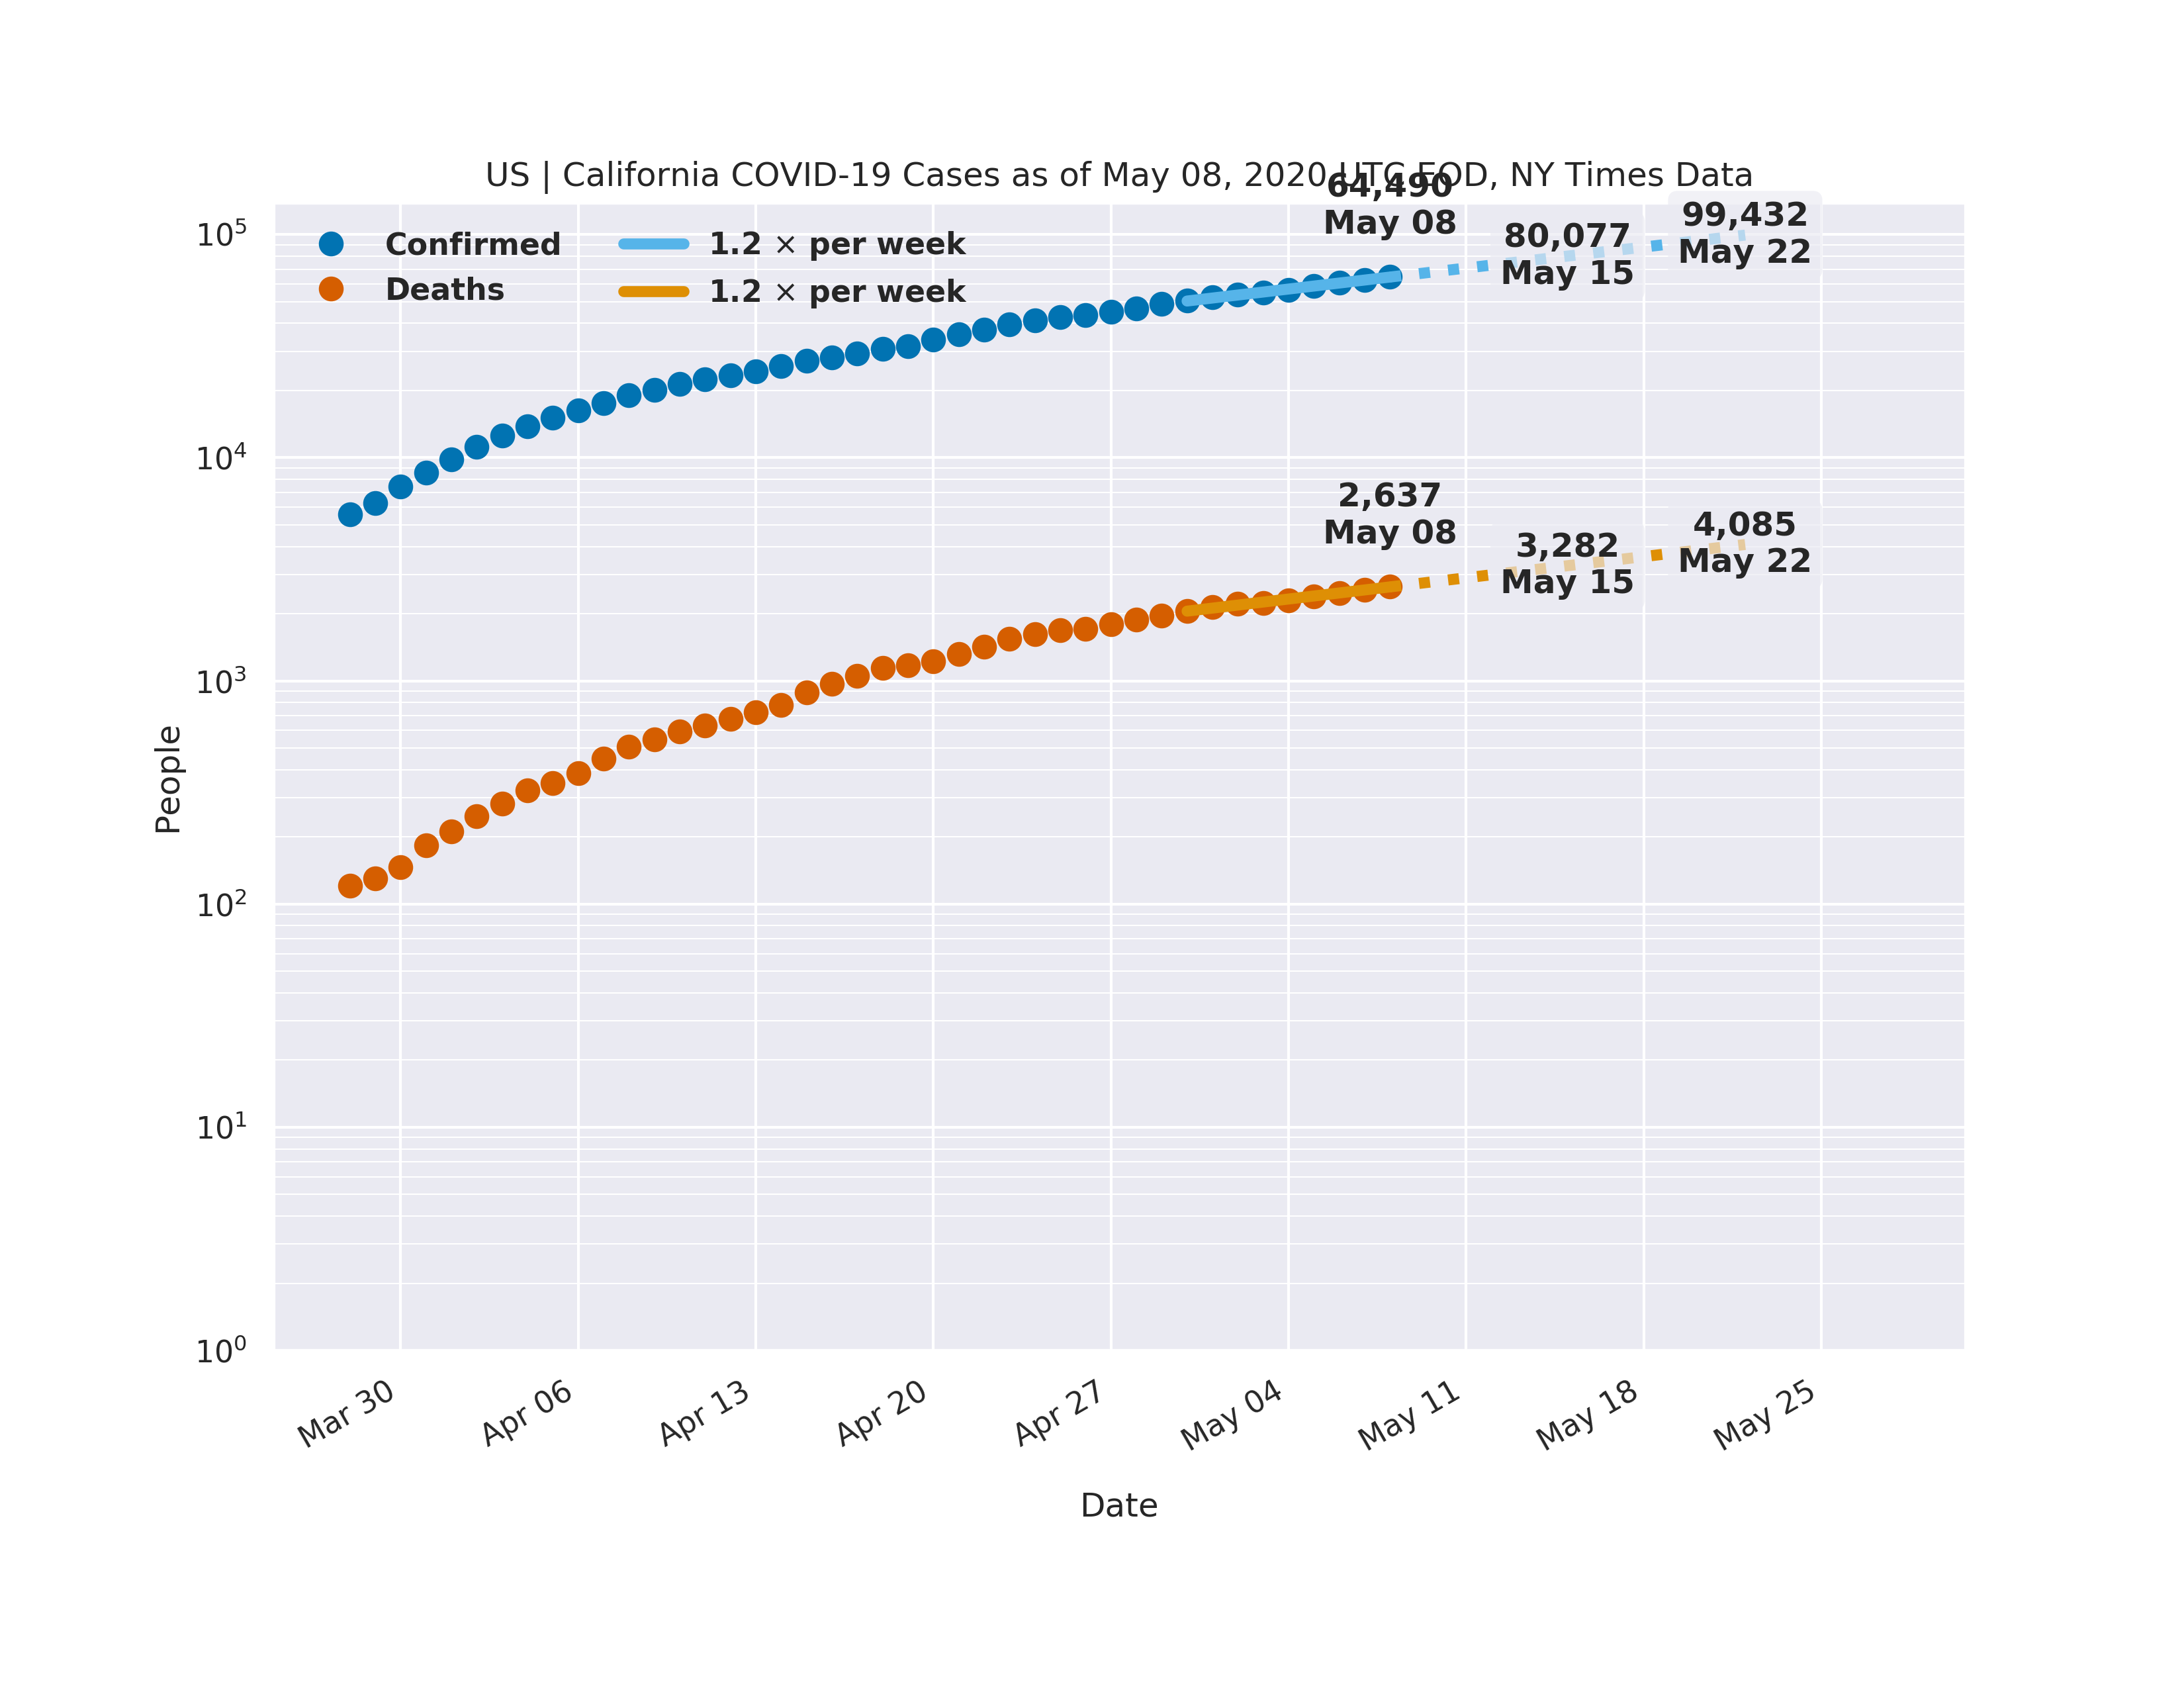 US | California COVID-19 Cases as of May 08, 2020 UTC EOD, NY Times Data
64,490
May 08
80,077
May 15
99,432
May 22
Confirmed
Deaths
1.2 × per week
1.2 × per week
2,637
May 08
3,282
May 15
4,085
May 22
People
10⁵
10⁴
10³
10²
10¹
10⁰
Mar 30
Apr 06
Apr 13
Apr 20
Apr 27
May 04
May 11
May 18
May 25
Date